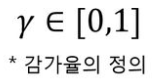 γ ∈ [0,1]
* 감가율의 정의